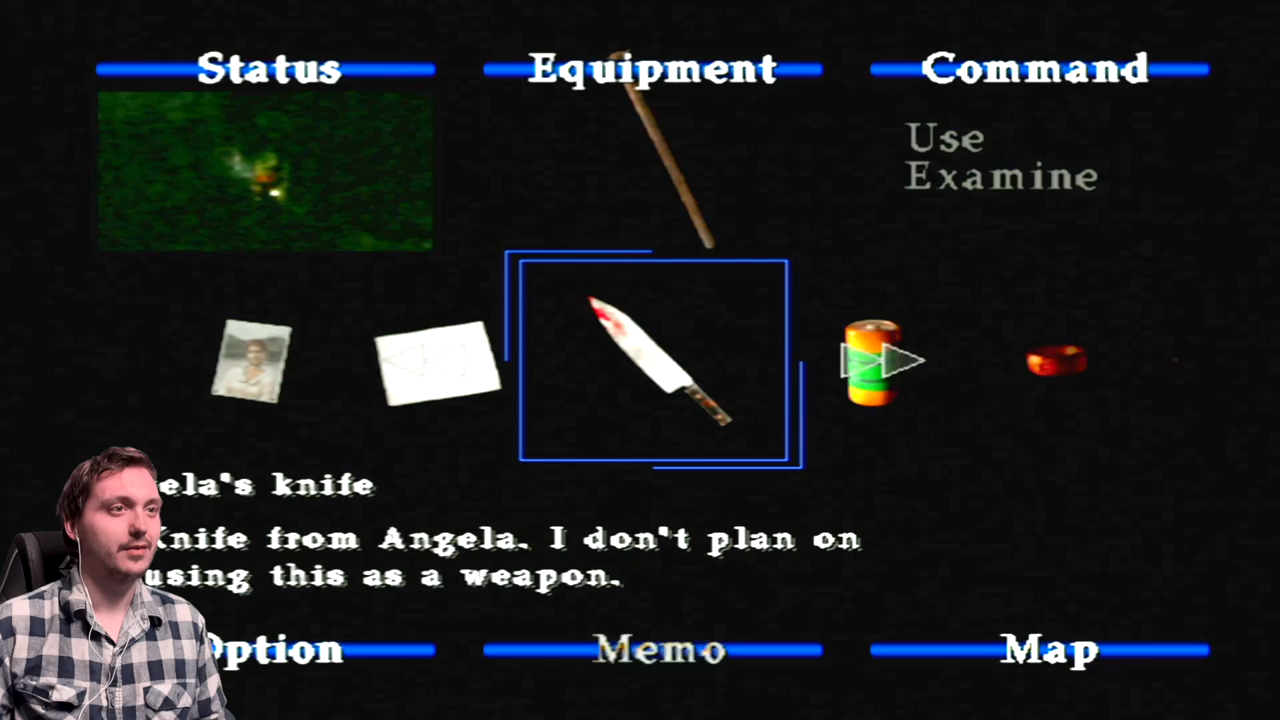 Status Equipment Command
Use
Examine
ela's knife
Knife from Angela. I don't plan on
using this as a weapon.
Option Memo Map